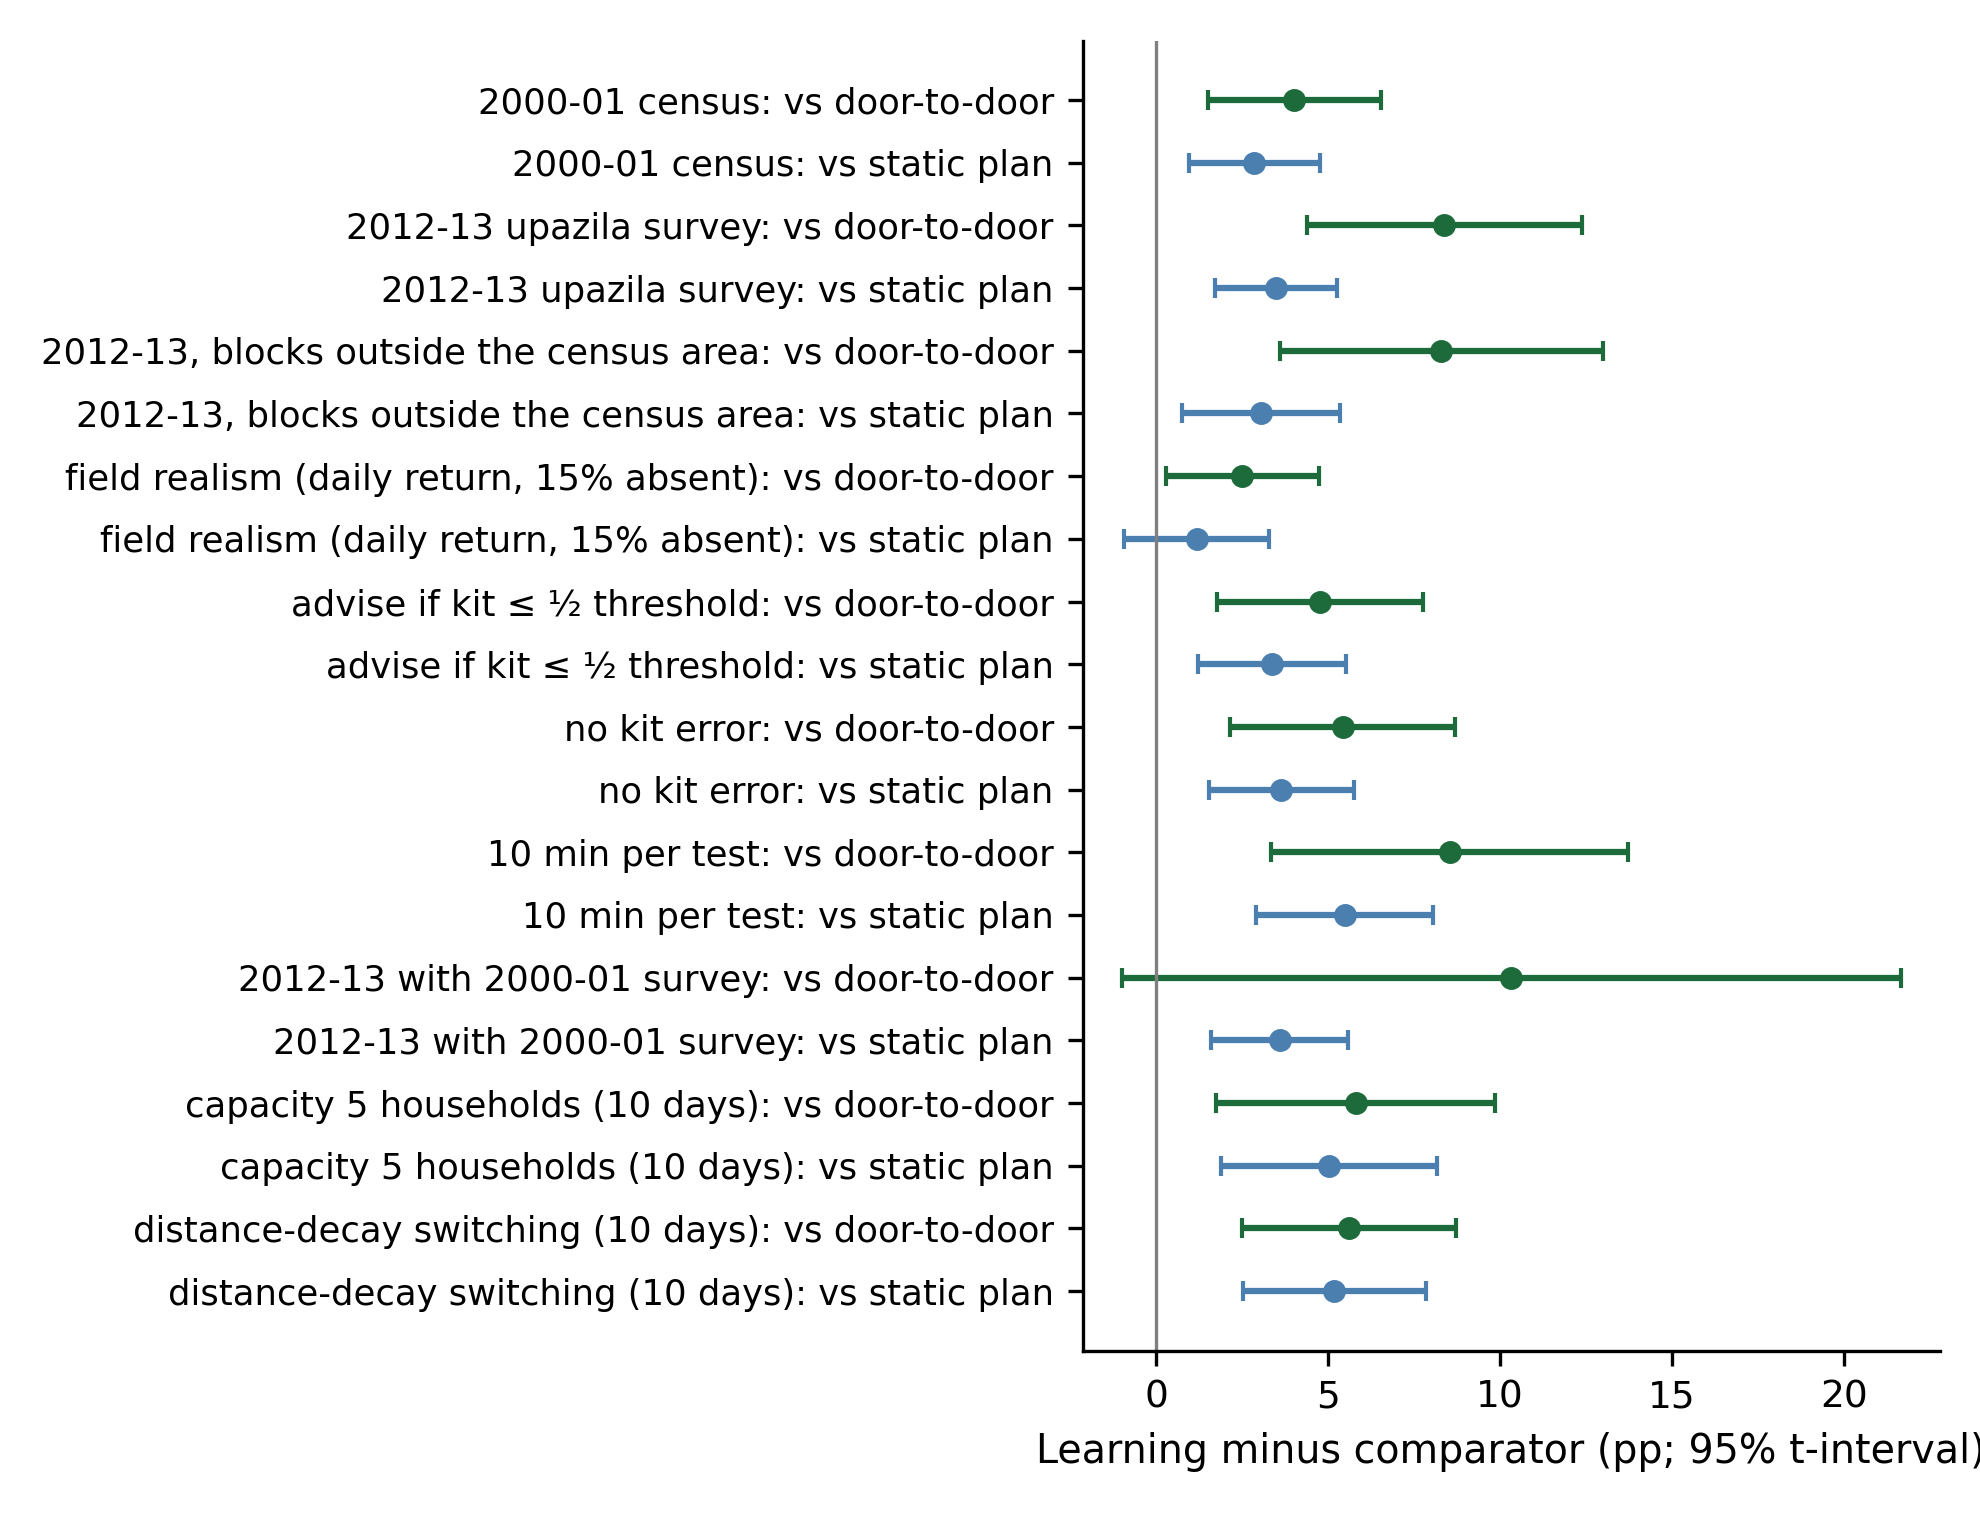 2000-01 census: vs door-to-door
2000-01 census: vs static plan
2012-13 upazila survey: vs door-to-door
2012-13 upazila survey: vs static plan
2012-13, blocks outside the census area: vs door-to-door
2012-13, blocks outside the census area: vs static plan
field realism (daily return, 15% absent): vs door-to-door
field realism (daily return, 15% absent): vs static plan
advise if kit ≤ ½ threshold: vs door-to-door
advise if kit ≤ ½ threshold: vs static plan
no kit error: vs door-to-door
no kit error: vs static plan
10 min per test: vs door-to-door
10 min per test: vs static plan
2012-13 with 2000-01 survey: vs door-to-door
2012-13 with 2000-01 survey: vs static plan
capacity 5 households (10 days): vs door-to-door
capacity 5 households (10 days): vs static plan
distance-decay switching (10 days): vs door-to-door
distance-decay switching (10 days): vs static plan
0 5 10 15 20
Learning minus comparator (pp; 95% t-interval)